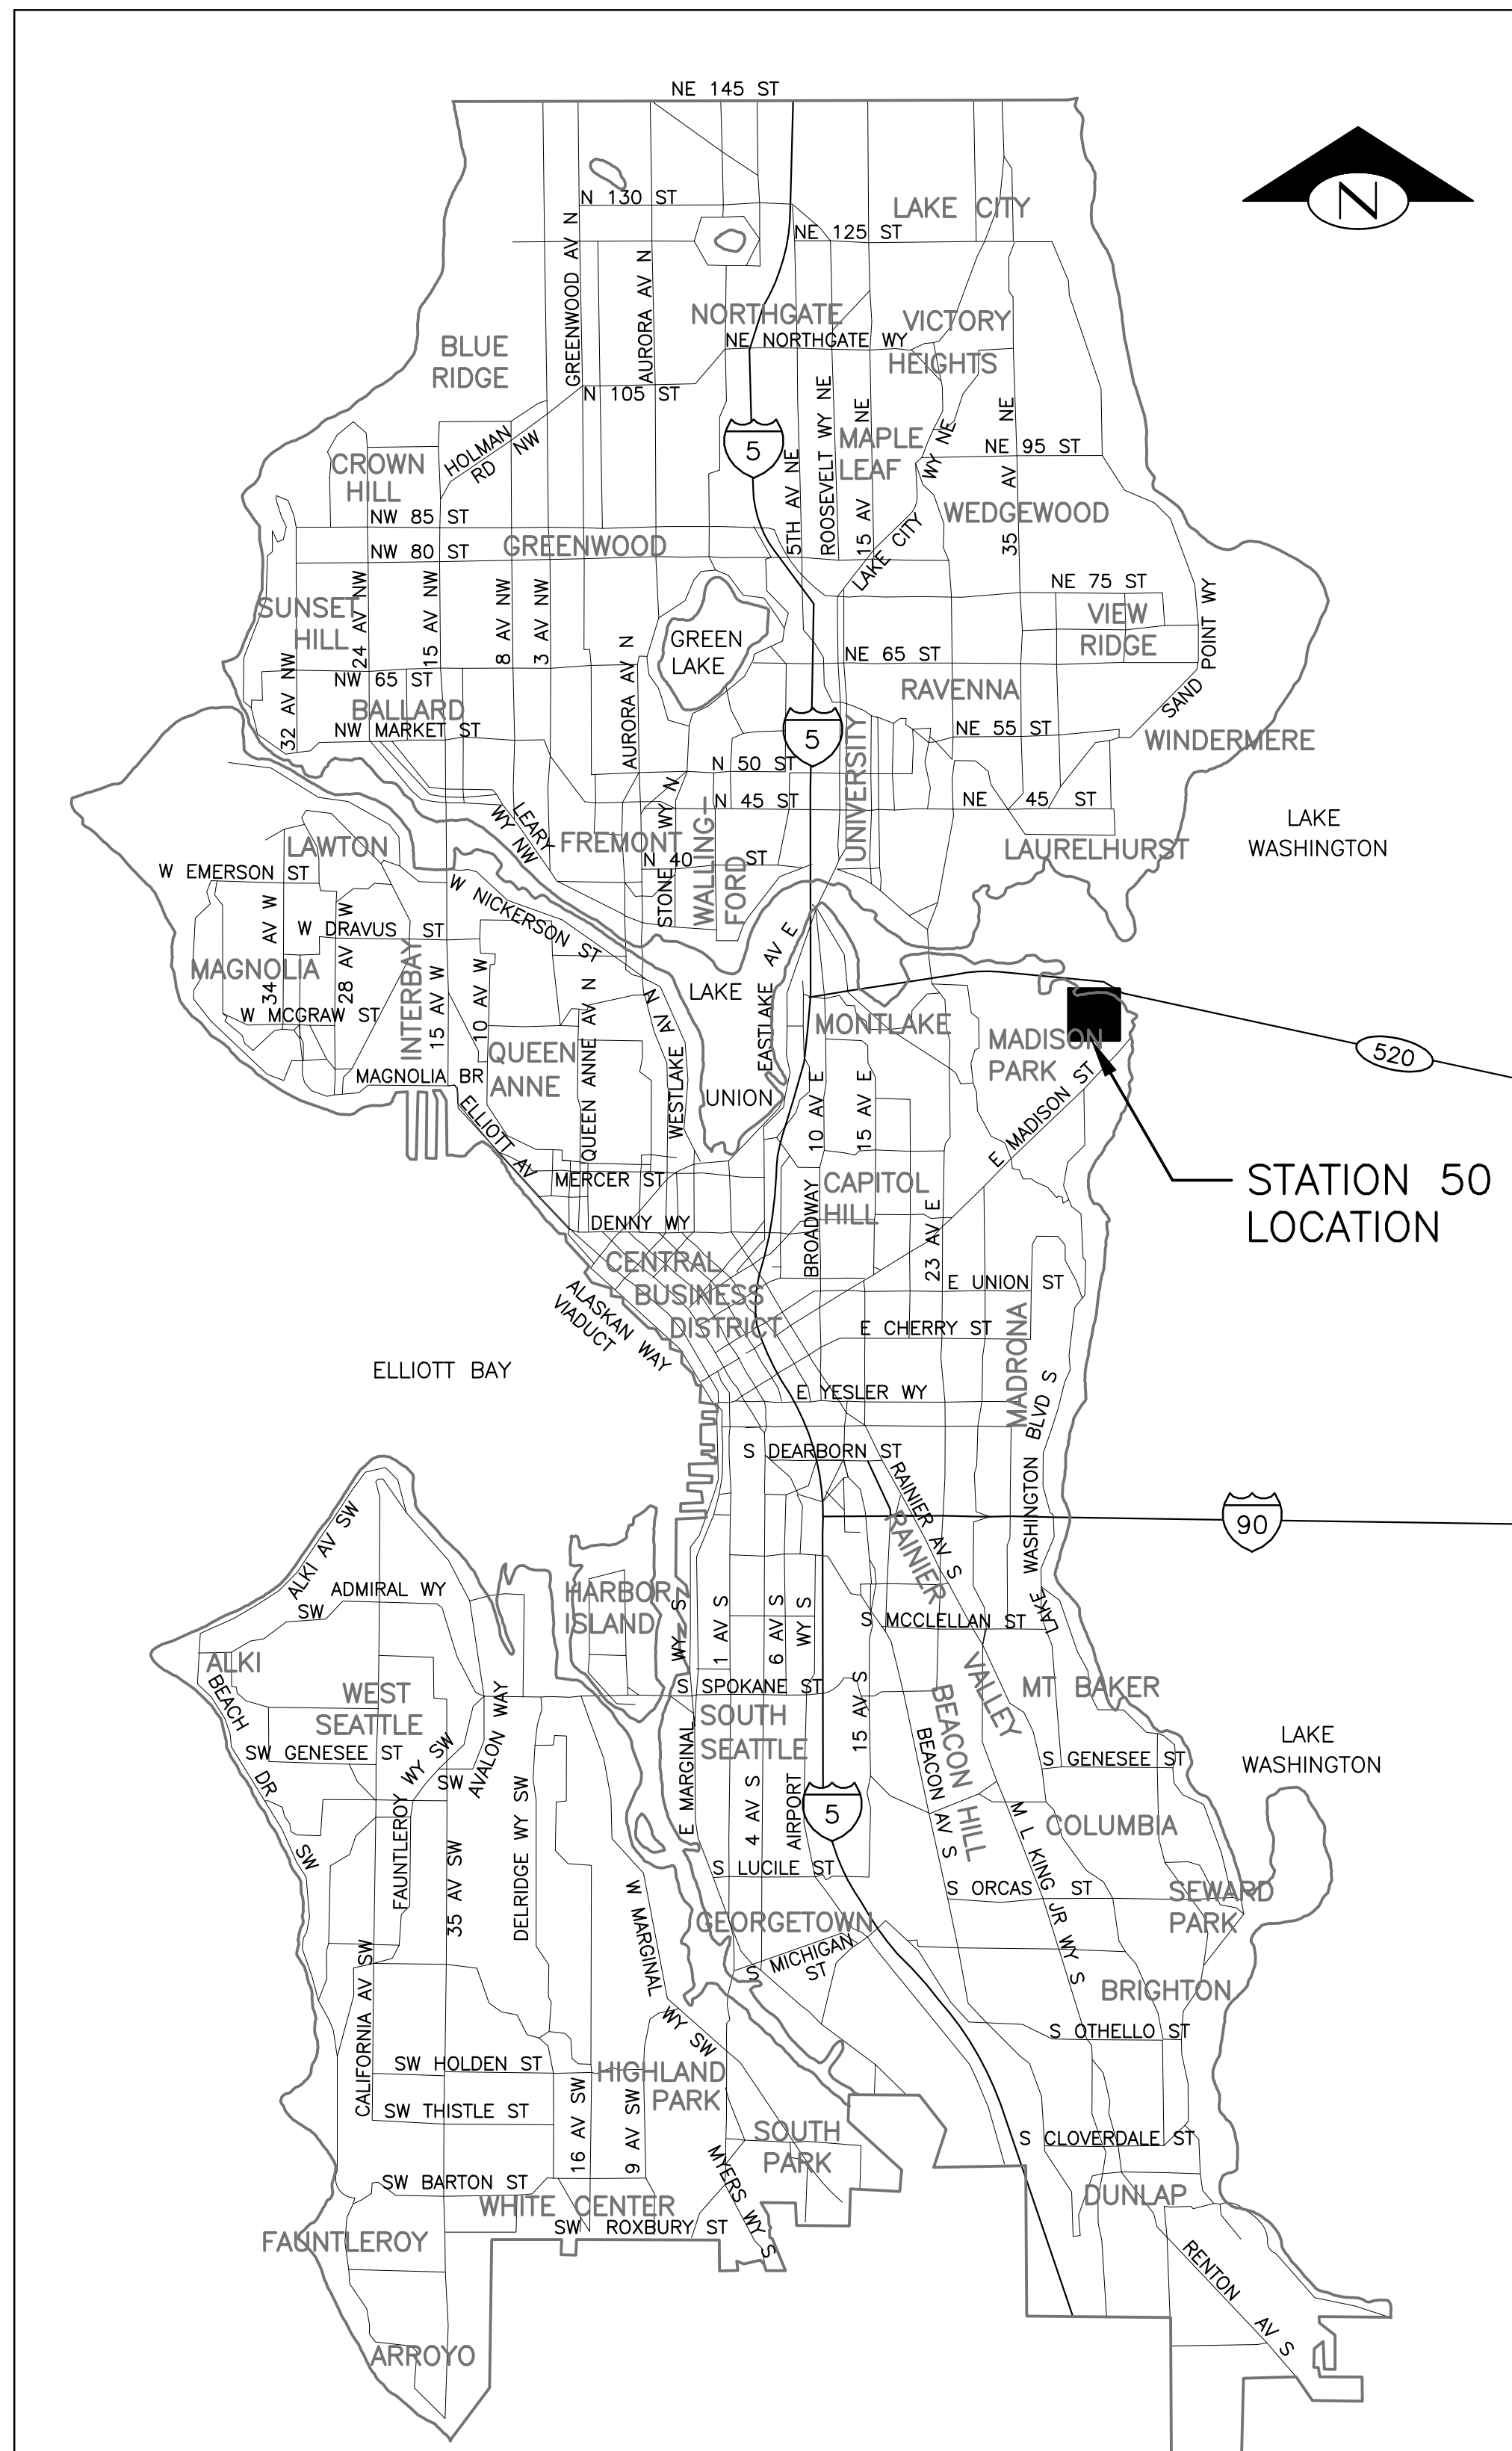 NE 145 ST
N 130 ST
LAKE CITY
N
NE 125 ST
GREENWOOD AV N
AURORA AV N
NORTHGATE
VICTORY
HEIGHTS
NE NORTHGATE WY
BLUE
RIDGE
N 105 ST
HOLMAN
RD NW
5
5TH AV NE
ROOSEVELT WY NE
15 AV NE
MAPLE
LEAF
LAKE CITY WY NE
35 AV NE
NE 95 ST
CROWN
HILL
WEDGEWOOD
NW 85 ST
GREENWOOD
NW 80 ST
SUNSET
HILL
32 AV NW
24 AV NW
15 AV NW
8 AV NW
3 AV NW
AURORA AV N
GREEN
LAKE
NE 75 ST
VIEW
RIDGE
SAND POINT WY
NE 65 ST
RAVENNA
NW 65 ST
BALLARD
NW MARKET ST
5
UNIVERSITY
NE 55 ST
WINDERMERE
N 50 ST
N 45 ST
NE 45 ST
LAKE
WASHINGTON
LEARY
WY NW
FREMONT
STONE WY N
WALLING-
FORD
N 40 ST
LAURELHURST
LAWTON
W EMERSON ST
34 AV W
28 AV W
W DRAVUS ST
W NICKERSON ST
MAGNOLIA
INTERBAY
15 AV W
10 AV W
W MCGRAW ST
QUEEN
ANNE
QUEEN ANNE AV N
WESTLAKE AV N
LAKE
UNION
EASTLAKE AV E
MONTLAKE
MADISON
PARK
520
MAGNOLIA BR
ELLIOTT AV
10 AV E
15 AV E
E MADISON ST
STATION 50
LOCATION
MERCER ST
CAPITOL
HILL
BROADWAY
23 AV E
DENNY WY
CENTRAL
BUSINESS
DISTRICT
E UNION ST
ALASKAN WAY
VIADUCT
E CHERRY ST
MADRONA
ELLIOTT BAY
E YESLER WY
LAKE WASHINGTON BLVD S
S DEARBORN ST
RAINIER AV S
RAINIER
VALLEY
90
ALKI AV SW
SW ADMIRAL WY
HARBOR
ISLAND
E MARGINAL WY S
1 AV S
6 AV S
4 AV S
AIRPORT WY S
S MCCLELLAN ST
15 AV S
ALKI
BEACH DR SW
WEST
SEATTLE
S SPOKANE ST
SOUTH
SEATTLE
BEACON
HILL
BEACON AV S
MT BAKER
LAKE
WASHINGTON
SW GENESEE ST
FAUNTLEROY WY SW
SW AVALON WAY
S GENESEE ST
35 AV SW
DELRIDGE WY SW
5
M L KING JR WY S
COLUMBIA
S LUCILE ST
S ORCAS ST
SEWARD
PARK
W MARGINAL WY SW
GEORGETOWN
S MICHIGAN
ST
BRIGHTON
CALIFORNIA AV SW
S OTHELLO ST
SW HOLDEN ST
HIGHLAND
PARK
SW THISTLE ST
16 AV SW
9 AV SW
SOUTH
PARK
MYERS WY S
S CLOVERDALE ST
SW BARTON ST
WHITE CENTER
DUNLAP
SW ROXBURY ST
FAUNTLEROY
RENTON AV S
ARROYO